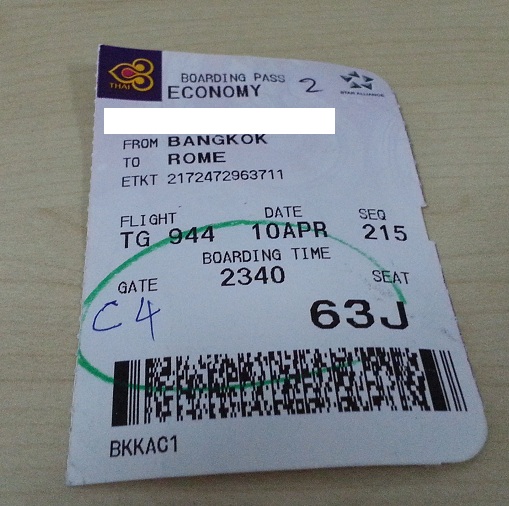 THAI
BOARDING PASS 2
ECONOMY
STAR ALLIANCE
FROM BANGKOK
TO ROME
ETKT 2172472963711
FLIGHT DATE SEQ
TG 944 10APR 215
BOARDING TIME
GATE 2340 SEAT
C4 63J
BKKAC1